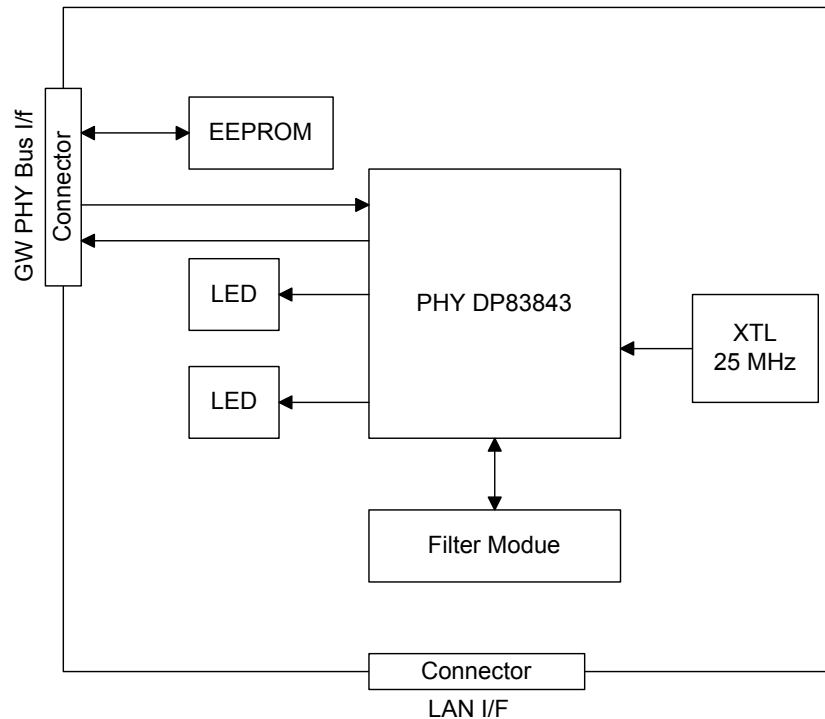 GW PHY Bus I/f
Connector
EEPROM
LED
PHY DP83843
XTL
25 MHz
LED
Filter Modue
Connector
LAN I/F